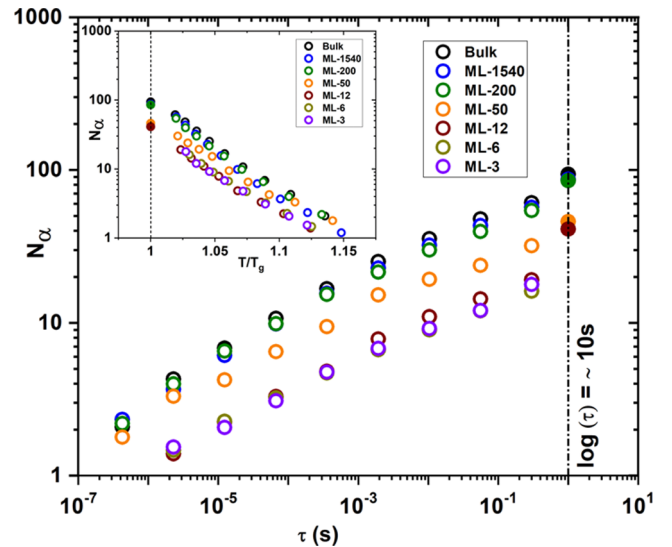 1000
100
10
1
Nα
10⁻⁷
10⁻⁵
10⁻³
10⁻¹
10¹
τ (s)
log (τ) = ~ 10s
Bulk
ML-1540
ML-200
ML-50
ML-12
ML-6
ML-3
1000
100
10
1
Nα
1
1.05
1.10
1.15
T/Tg
Bulk
ML-1540
ML-200
ML-50
ML-12
ML-6
ML-3